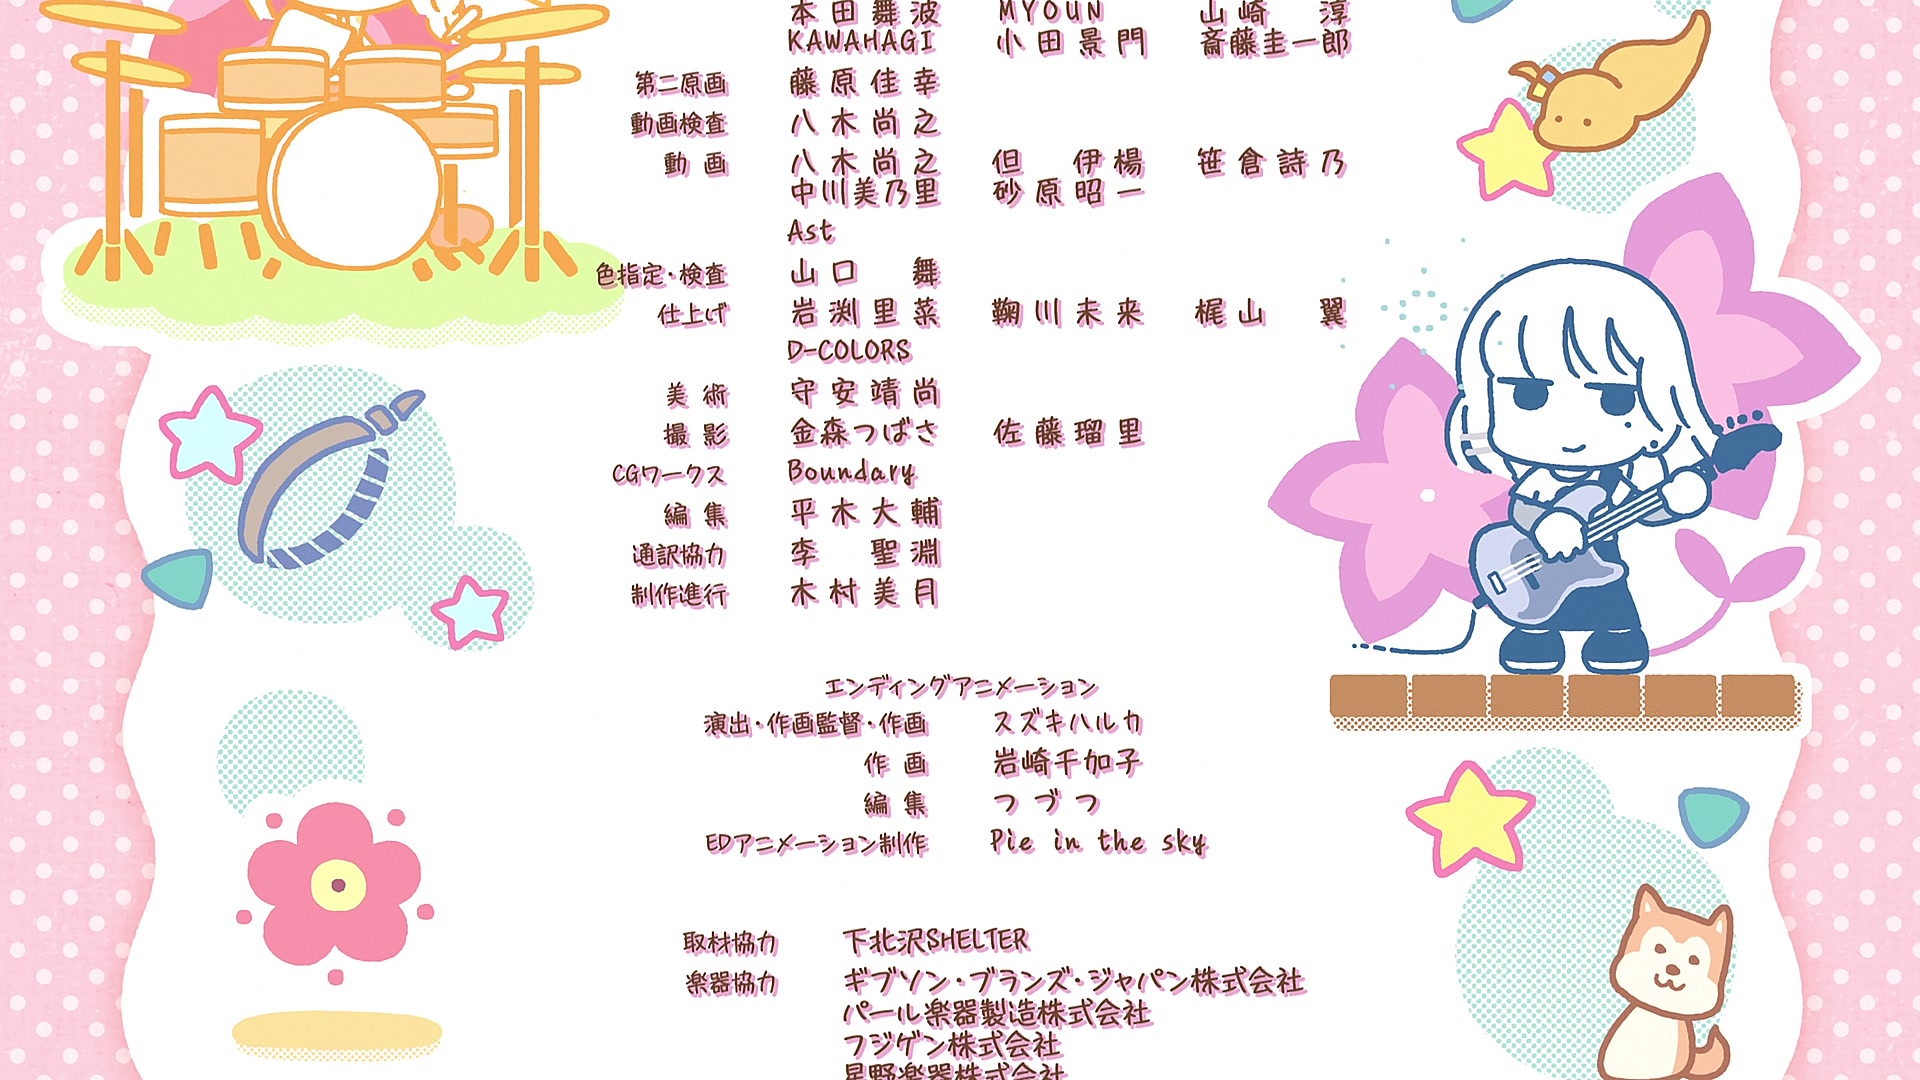 本田舞波 MYOUN 山崎 淳
KAWAHAGI 小田景門 斎藤圭一郎
第二原画 藤原佳幸
動画検査 八木尚之
動画 八木尚之 但 伊楊 笹倉詩乃
中川美乃里 砂原昭一
Ast
色指定・検査 山口 舞
仕上げ 岩渕里菜 鞠川未来 梶山 翼
D-COLORS
美術 守安靖尚
撮影 金森つばさ 佐藤瑠里
CGワークス Boundary
編集 平木大輔
通訳協力 李 聖淵
制作進行 木村美月
エンディングアニメーション
演出・作画監督・作画 スズキハルカ
作画 岩崎千加子
編集 つづつ
EDアニメーション制作 Pie in the sky
取材協力 下北沢SHELTER
楽器協力 ギブソン・ブランズ・ジャパン株式会社
パール楽器製造株式会社
フジゲン株式会社
星野楽器株式会社